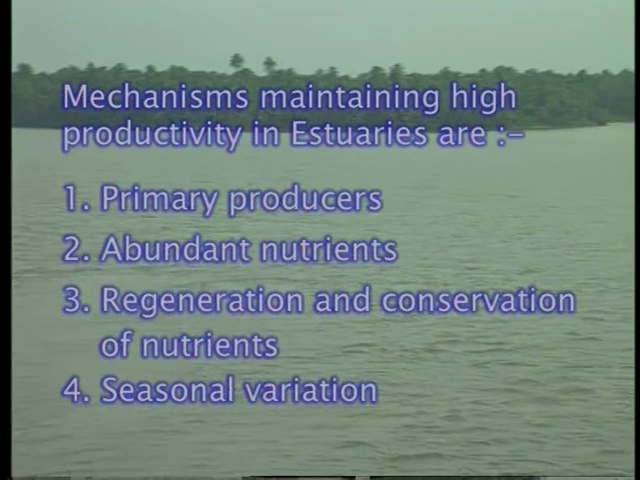 Mechanisms maintaining high
productivity in Estuaries are :-
1. Primary producers
2. Abundant nutrients
3. Regeneration and conservation
of nutrients
4. Seasonal variation